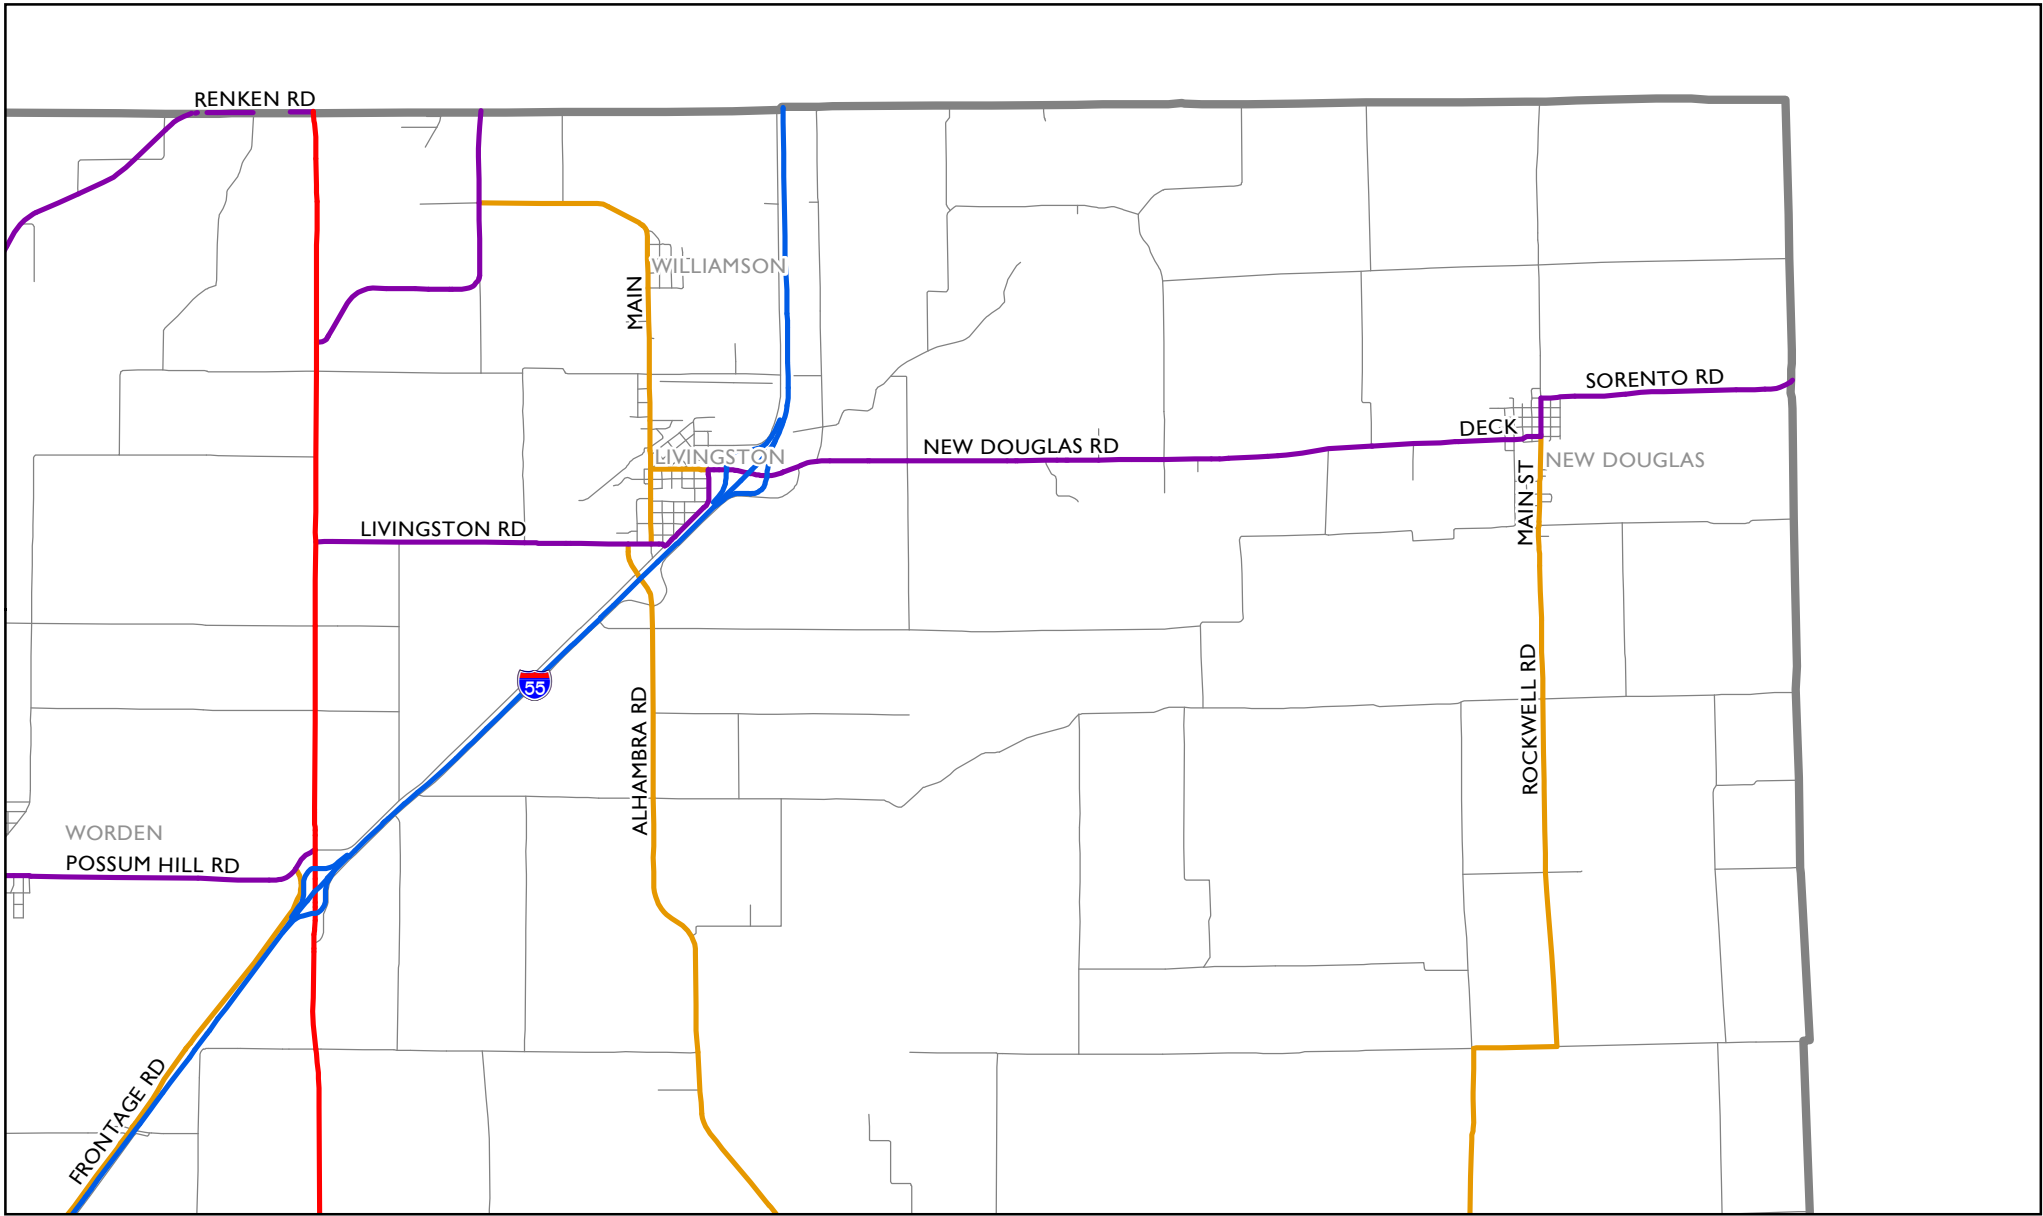 RENKEN RD
WILLIAMSON
MAIN
SORENTO RD
DECK
NEW DOUGLAS RD
LIVINGSTON
NEW DOUGLAS
MAIN ST
LIVINGSTON RD
55
ROCKWELL RD
ALHAMBRA RD
WORDEN
POSSUM HILL RD
FRONTAGE RD